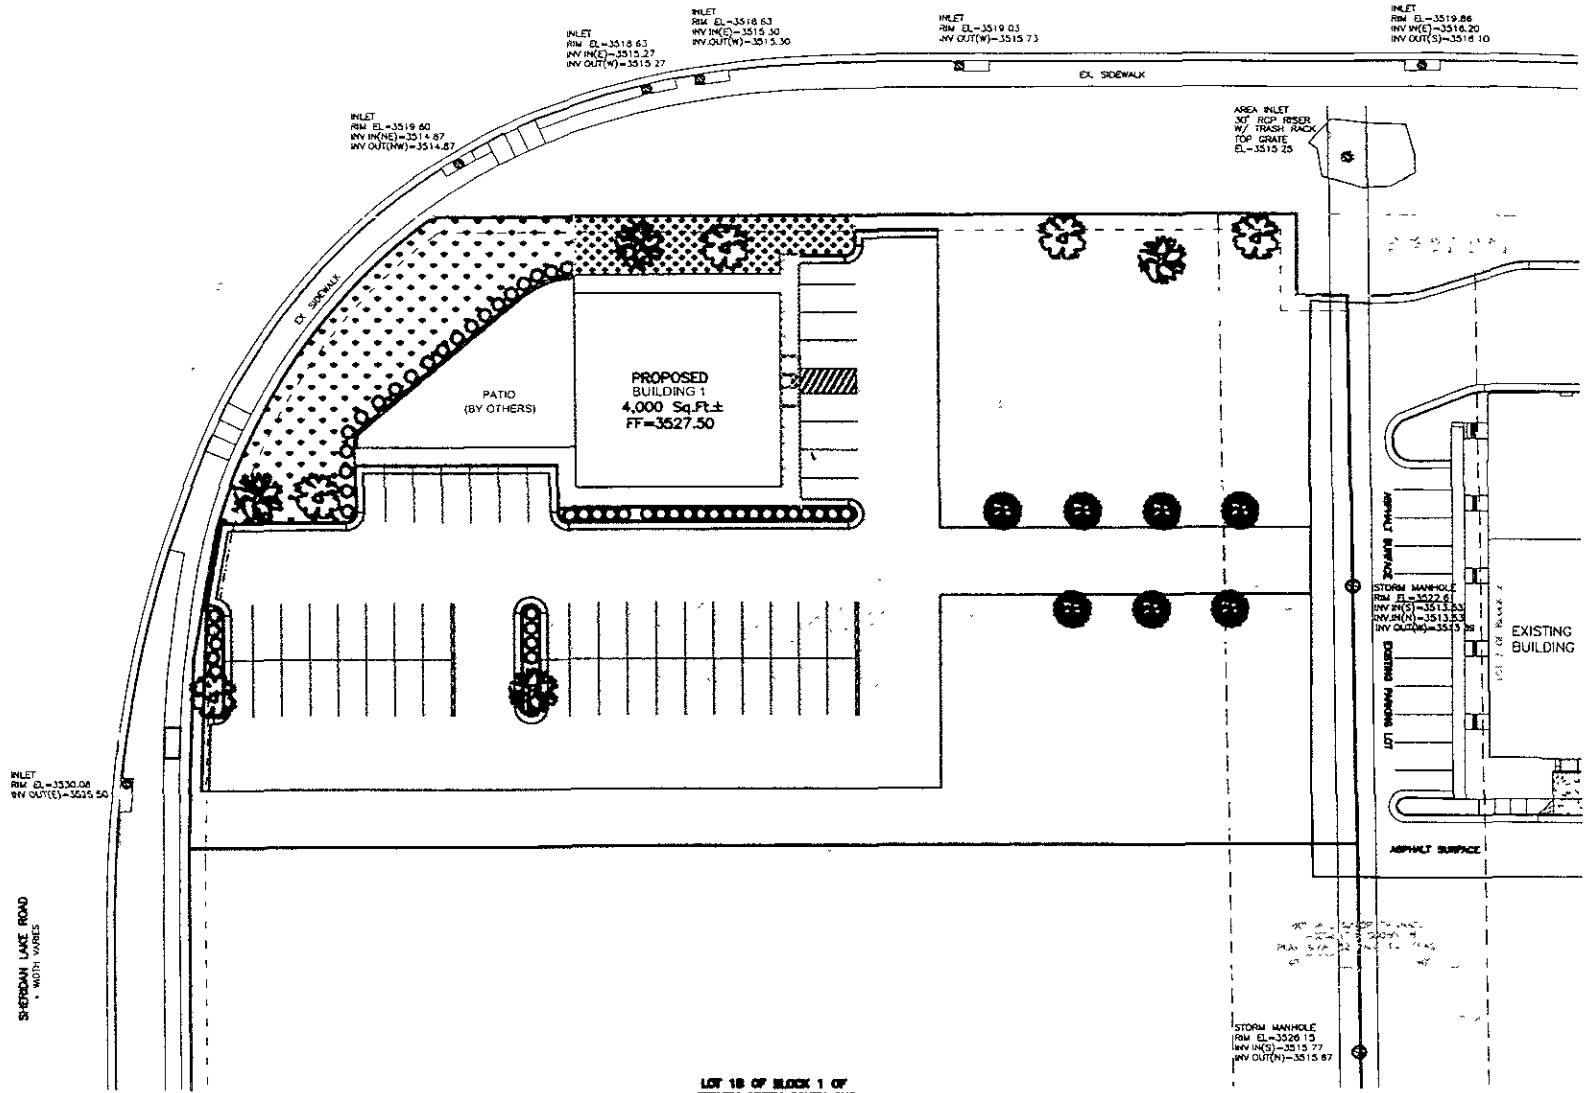 INLET
RIM EL=3518.63
INV IN(E)=3515.30
INV OUT(W)=3515.30
INLET
RIM EL=3518.63
INV IN(E)=3515.27
INV OUT(W)=3515.27
INLET
RIM EL=3519.03
INV OUT(W)=3515.73
INLET
RIM EL=3519.86
INV IN(E)=3516.20
INV OUT(S)=3516.10
EX. SIDEWALK
INLET
RIM EL=3519.60
INV IN(NE)=3514.87
INV OUT(NW)=3514.87
AREA INLET
30" RCP RISER
W/ TRASH RACK
TOP GRATE
EL=3515.25
EX SIDEWALK
PATIO
(BY OTHERS)
PROPOSED
BUILDING 1
4,000 Sq.Ft.±
FF=3527.50
ASPHALT SURFACE
STORM MANHOLE
RIM EL=3522.6
INV IN(S)=3513.53
INV IN(N)=3513.53
EXISTING PARKING LOT
EXISTING
BUILDING
INLET
RIM EL=3530.08
INV OUT(E)=3525.50
ASPHALT SURFACE
SHERIDAN LAKE ROAD
WIDTH VARIES
STORM MANHOLE
RIM EL=3526.15
INV IN(S)=3515.77
INV OUT(N)=3515.67
LOT 1B OF BLOCK 1 OF